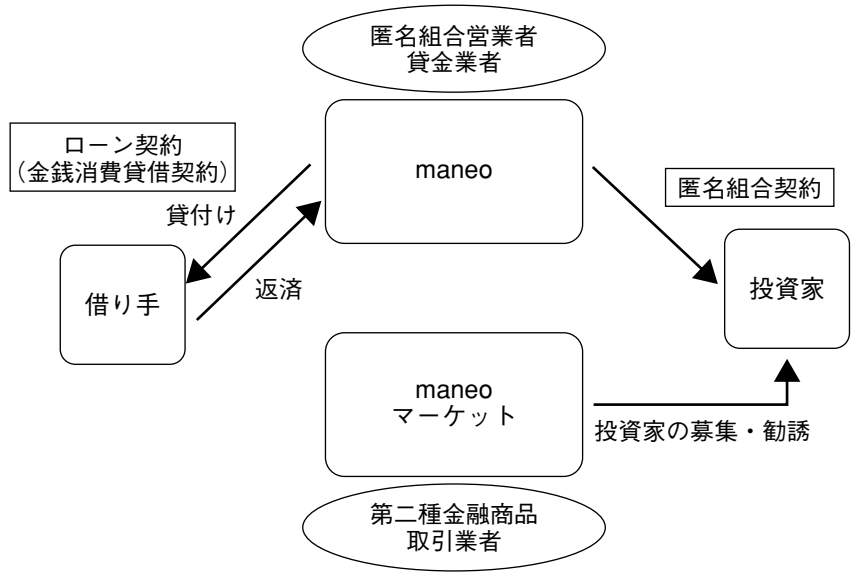 匿名組合営業者
貸金業者
maneo
ローン契約
（金銭消費貸借契約）
貸付け
返済
借り手
匿名組合契約
投資家
maneo
マーケット
投資家の募集・勧誘
第二種金融商品
取引業者